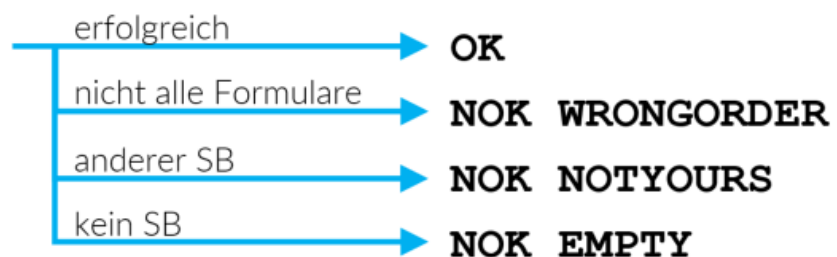 erfolgreich
OK
nicht alle Formulare
NOK WRONGORDER
anderer SB
NOK NOTYOURS
kein SB
NOK EMPTY